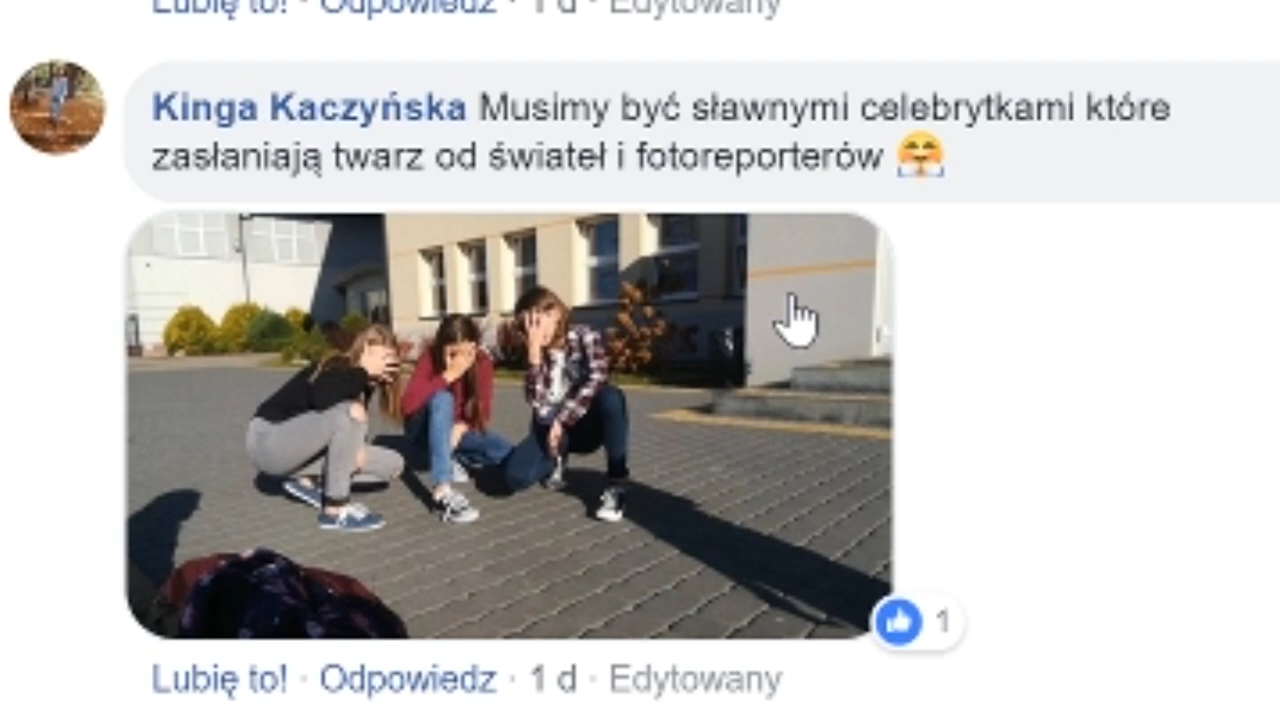 Lubię to! · Odpowiedz · 1 d · Edytowany
Kinga Kaczyńska Musimy być sławnymi celebrytkami które
zasłaniają twarz od świateł i fotoreporterów
1
Lubię to! · Odpowiedz · 1 d · Edytowany